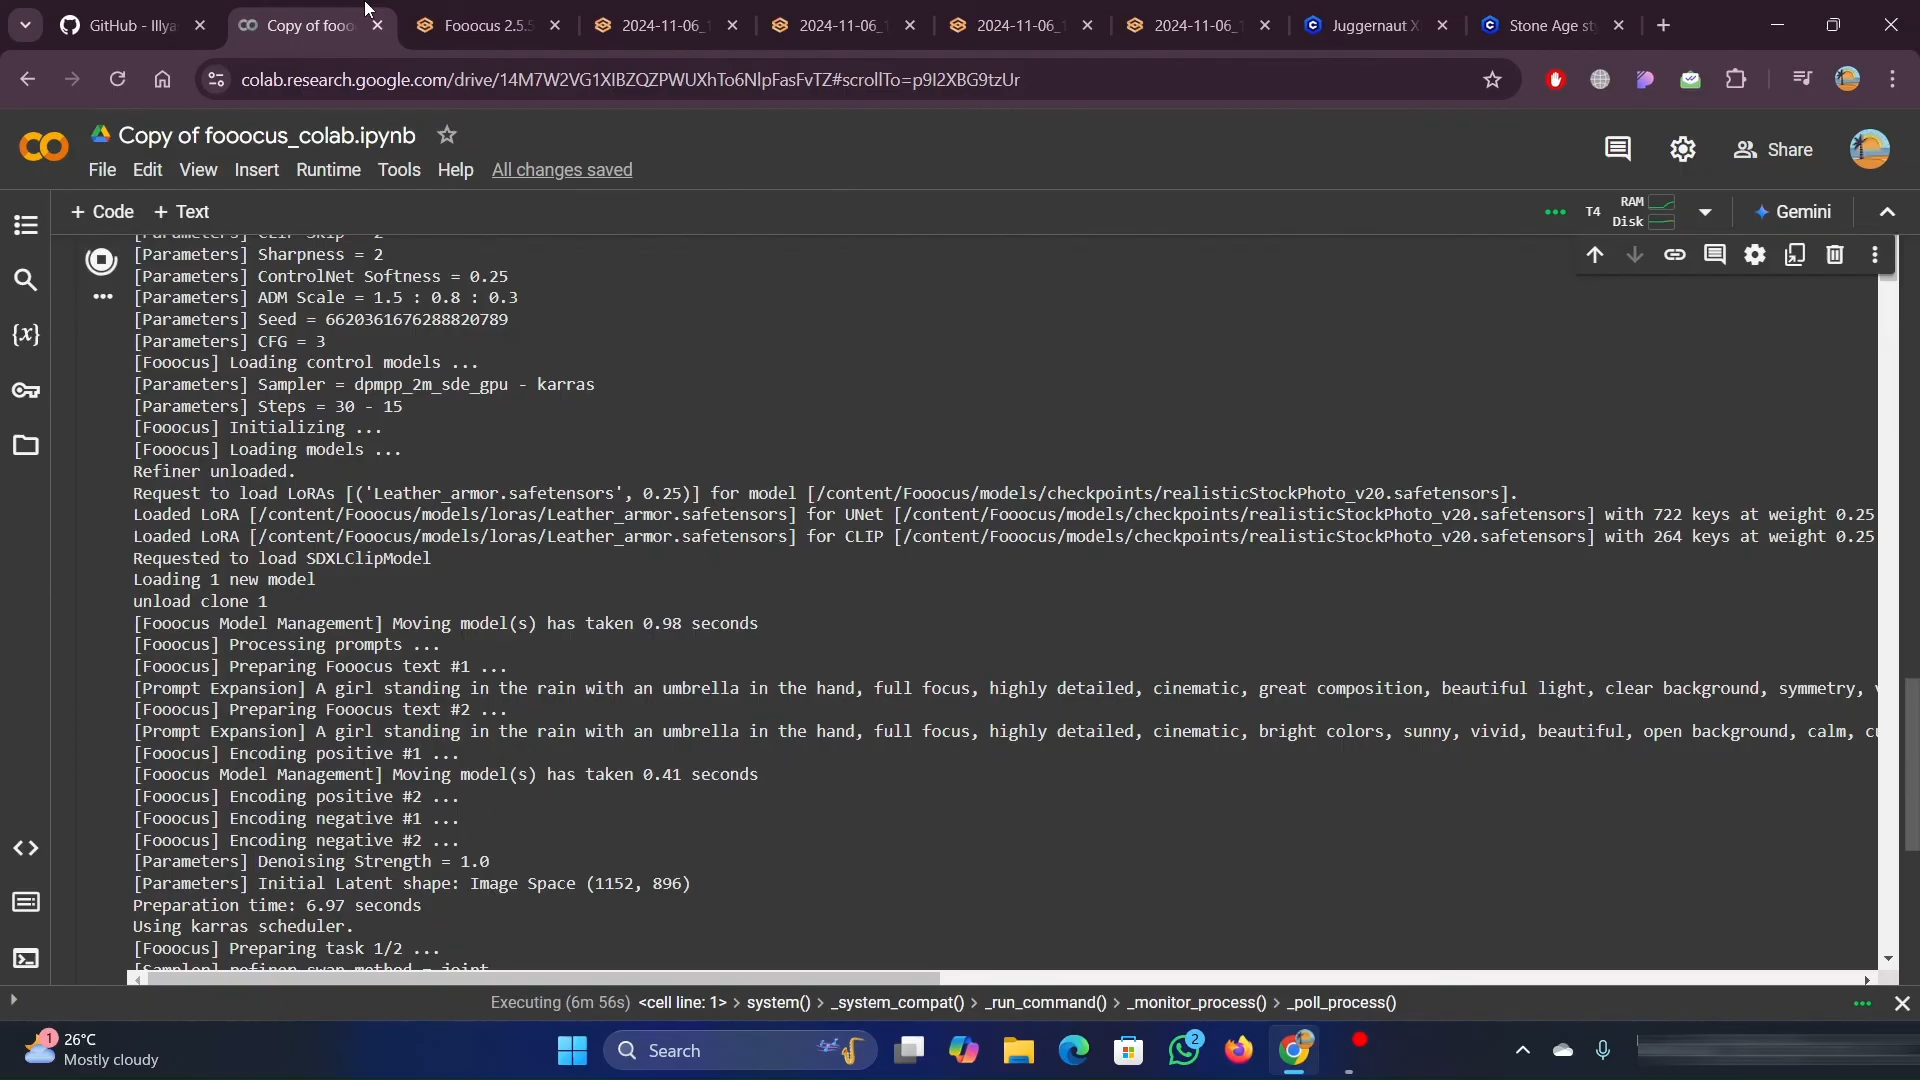 GitHub - Illya
Copy of fooo
Fooocus 2.5.5
2024-11-06_
2024-11-06_
2024-11-06_
2024-11-06_
Juggernaut X
Stone Age st
colab.research.google.com/drive/14M7W2VG1XIBZQZPWUXhTo6NlpFasFvTZ#scrollTo=p9I2XBG9tzUr
Copy of fooocus_colab.ipynb
File Edit View Insert Runtime Tools Help All changes saved
Share
+ Code + Text
T4 RAM
Disk
Gemini
[Parameters] CLIP Skip = 2
[Parameters] Sharpness = 2
[Parameters] ControlNet Softness = 0.25
[Parameters] ADM Scale = 1.5 : 0.8 : 0.3
[Parameters] Seed = 6620361676288820789
[Parameters] CFG = 3
[Fooocus] Loading control models ...
[Parameters] Sampler = dpmpp_2m_sde_gpu - karras
[Parameters] Steps = 30 - 15
[Fooocus] Initializing ...
[Fooocus] Loading models ...
Refiner unloaded.
Request to load LoRAs [('Leather_armor.safetensors', 0.25)] for model [/content/Fooocus/models/checkpoints/realisticStockPhoto_v20.safetensors].
Loaded LoRA [/content/Fooocus/models/loras/Leather_armor.safetensors] for UNet [/content/Fooocus/models/checkpoints/realisticStockPhoto_v20.safetensors] with 722 keys at weight 0.25
Loaded LoRA [/content/Fooocus/models/loras/Leather_armor.safetensors] for CLIP [/content/Fooocus/models/checkpoints/realisticStockPhoto_v20.safetensors] with 264 keys at weight 0.25
Requested to load SDXLClipModel
Loading 1 new model
unload clone 1
[Fooocus Model Management] Moving model(s) has taken 0.98 seconds
[Fooocus] Processing prompts ...
[Fooocus] Preparing Fooocus text #1 ...
[Prompt Expansion] A girl standing in the rain with an umbrella in the hand, full focus, highly detailed, cinematic, great composition, beautiful light, clear background, symmetry,
[Fooocus] Preparing Fooocus text #2 ...
[Prompt Expansion] A girl standing in the rain with an umbrella in the hand, full focus, highly detailed, cinematic, bright colors, sunny, vivid, beautiful, open background, calm,
[Fooocus] Encoding positive #1 ...
[Fooocus Model Management] Moving model(s) has taken 0.41 seconds
[Fooocus] Encoding positive #2 ...
[Fooocus] Encoding negative #1 ...
[Fooocus] Encoding negative #2 ...
[Parameters] Denoising Strength = 1.0
[Parameters] Initial Latent shape: Image Space (1152, 896)
Preparation time: 6.97 seconds
Using karras scheduler.
[Fooocus] Preparing task 1/2 ...
[Sampler] refiner swap method = joint
Executing (6m 56s) <cell line: 1> > system() > _system_compat() > _run_command() > _monitor_process() > _poll_process()
1
26°C
Mostly cloudy
Search
2